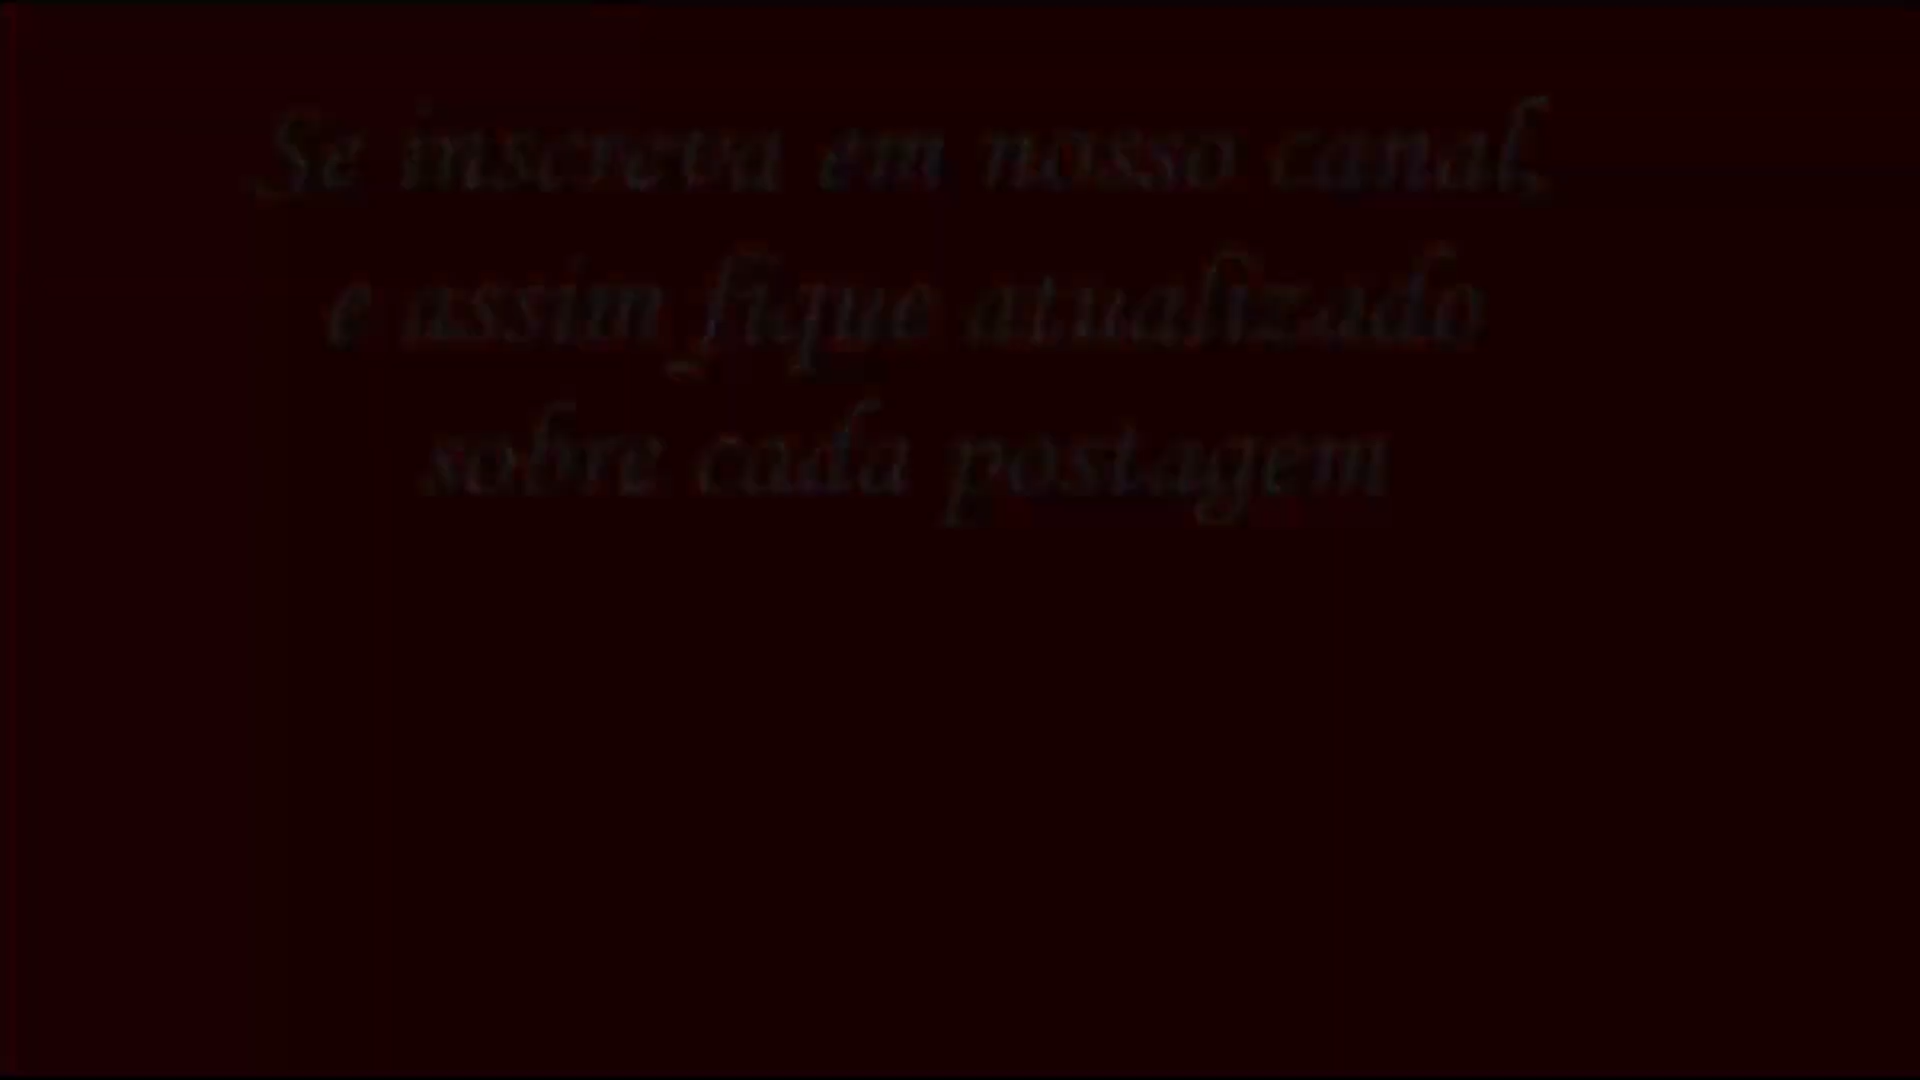 Se inscreva em nosso canal,
e assim fique atualizado
sobre cada postagem